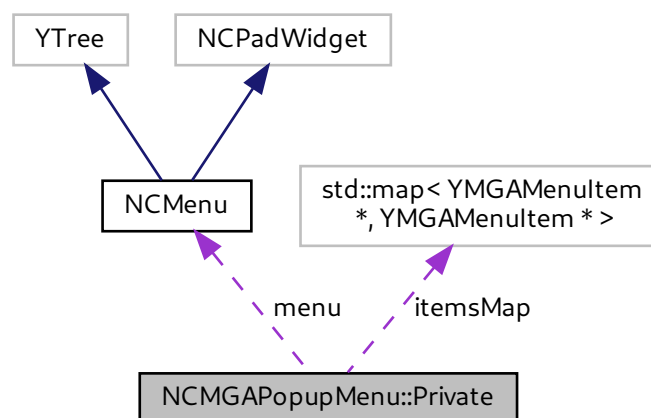 YTree
NCPadWidget
NCMenu
std::map< YMGAMenuItem
*, YMGAMenuItem * >
menu
itemsMap
NCMGAPopupMenu::Private